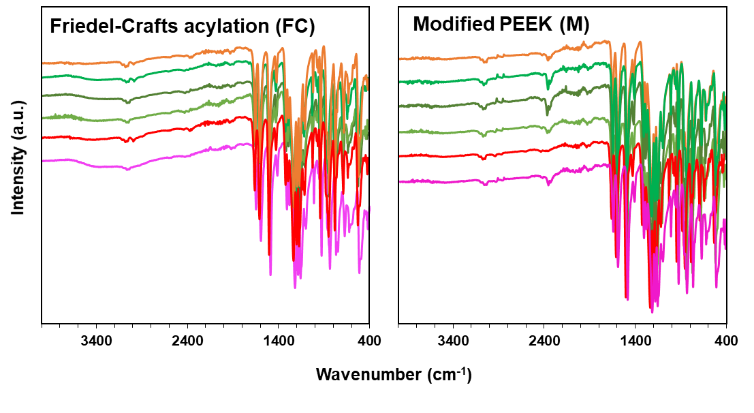 Friedel-Crafts acylation (FC)
Modified PEEK (M)
Intensity (a.u.)
3400 2400 1400 400
3400 2400 1400 400
Wavenumber (cm⁻¹)